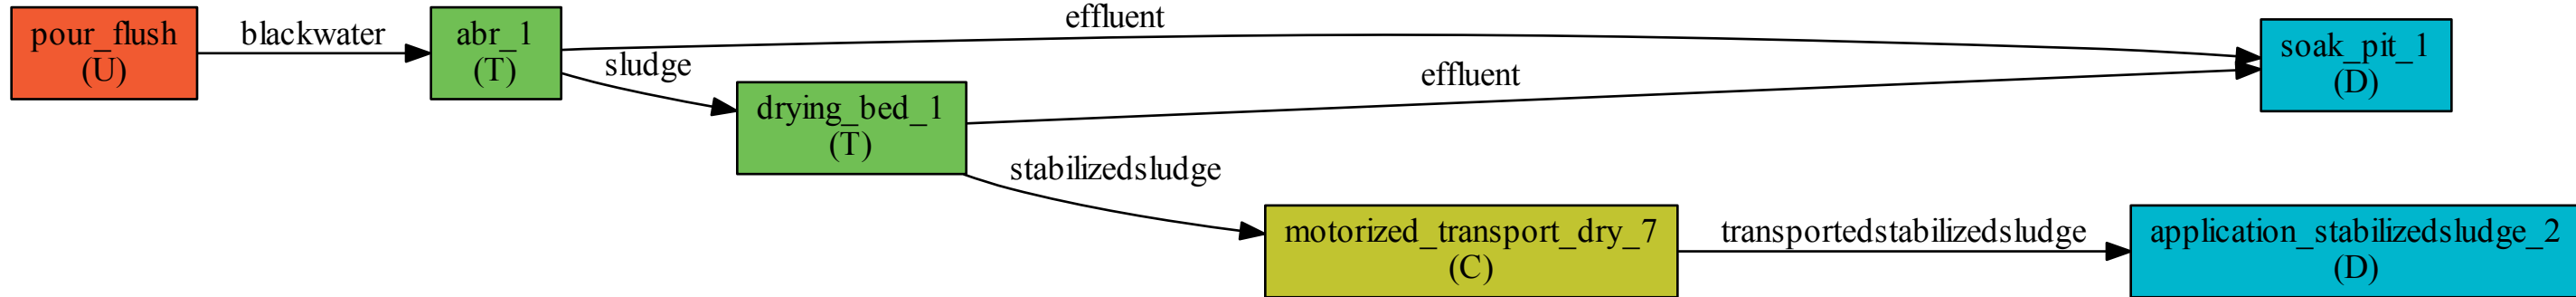 pour_flush
(U)
blackwater
abr_1
(T)
effluent
sludge
drying_bed_1
(T)
effluent
soak_pit_1
(D)
stabilizedsludge
motorized_transport_dry_7
(C)
transportedstabilizedsludge
application_stabilizedsludge_2
(D)